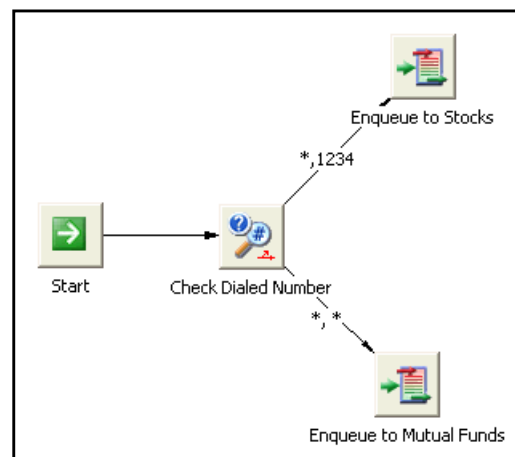 Enqueue to Stocks
*,1234
Start
Check Dialed Number
*, *
Enqueue to Mutual Funds